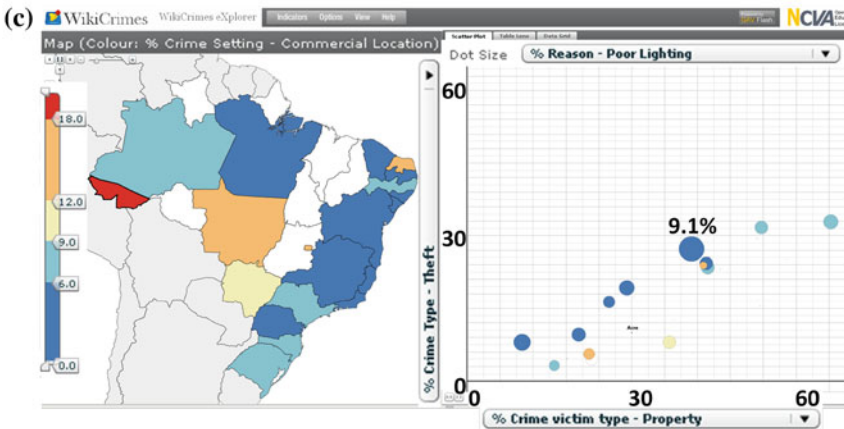 (c)
WikiCrimes WikiCrimes eXplorer Indicators Options View Help
NCVA
Map (Colour: % Crime Setting - Commercial Location)
18.0
12.0
9.0
6.0
0.0
% Crime Type - Theft
Scatter Plot Table Lens Data Grid
Dot Size % Reason - Poor Lighting
60
30
0
9.1%
0 30 60
% Crime victim type - Property